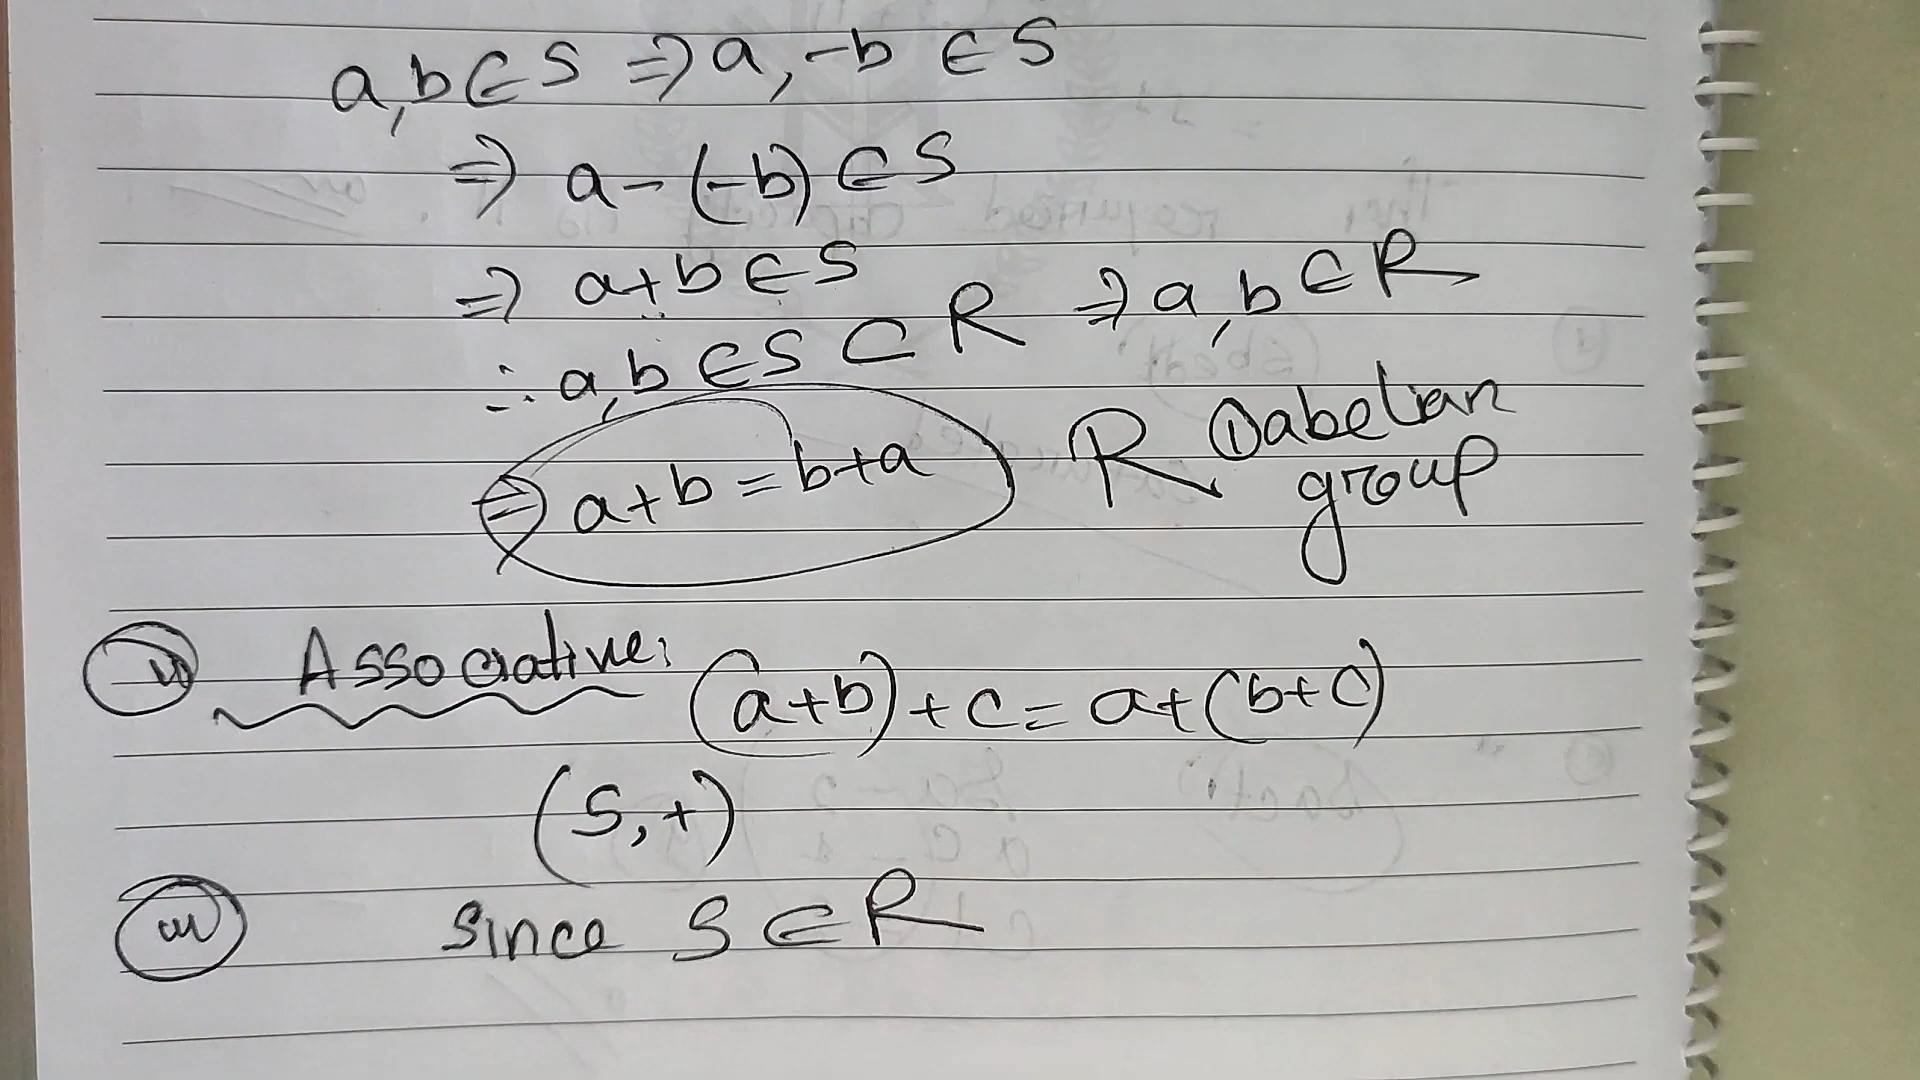 a, b ∈ S ⇒ a, -b ∈ S
⇒ a - (-b) ∈ S
⇒ a+b ∈ S
∴ a, b ∈ S ⊂ R ⇒ a, b ∈ R
⇒ a+b = b+a R ① abelian
group
(ii) Associative: (a+b)+c = a+(b+c)
(S, +)
(iii) Since S ∈ R